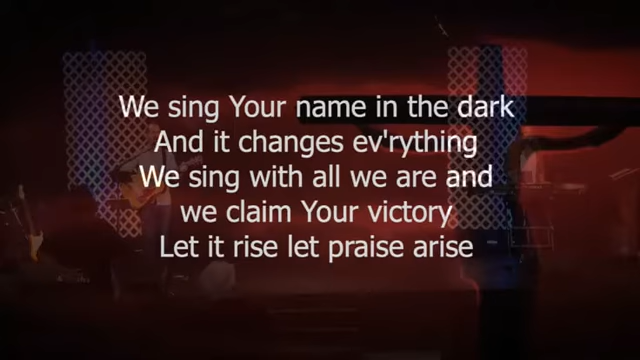 We sing Your name in the dark
And it changes ev'rything
We sing with all we are and
we claim Your victory
Let it rise let praise arise